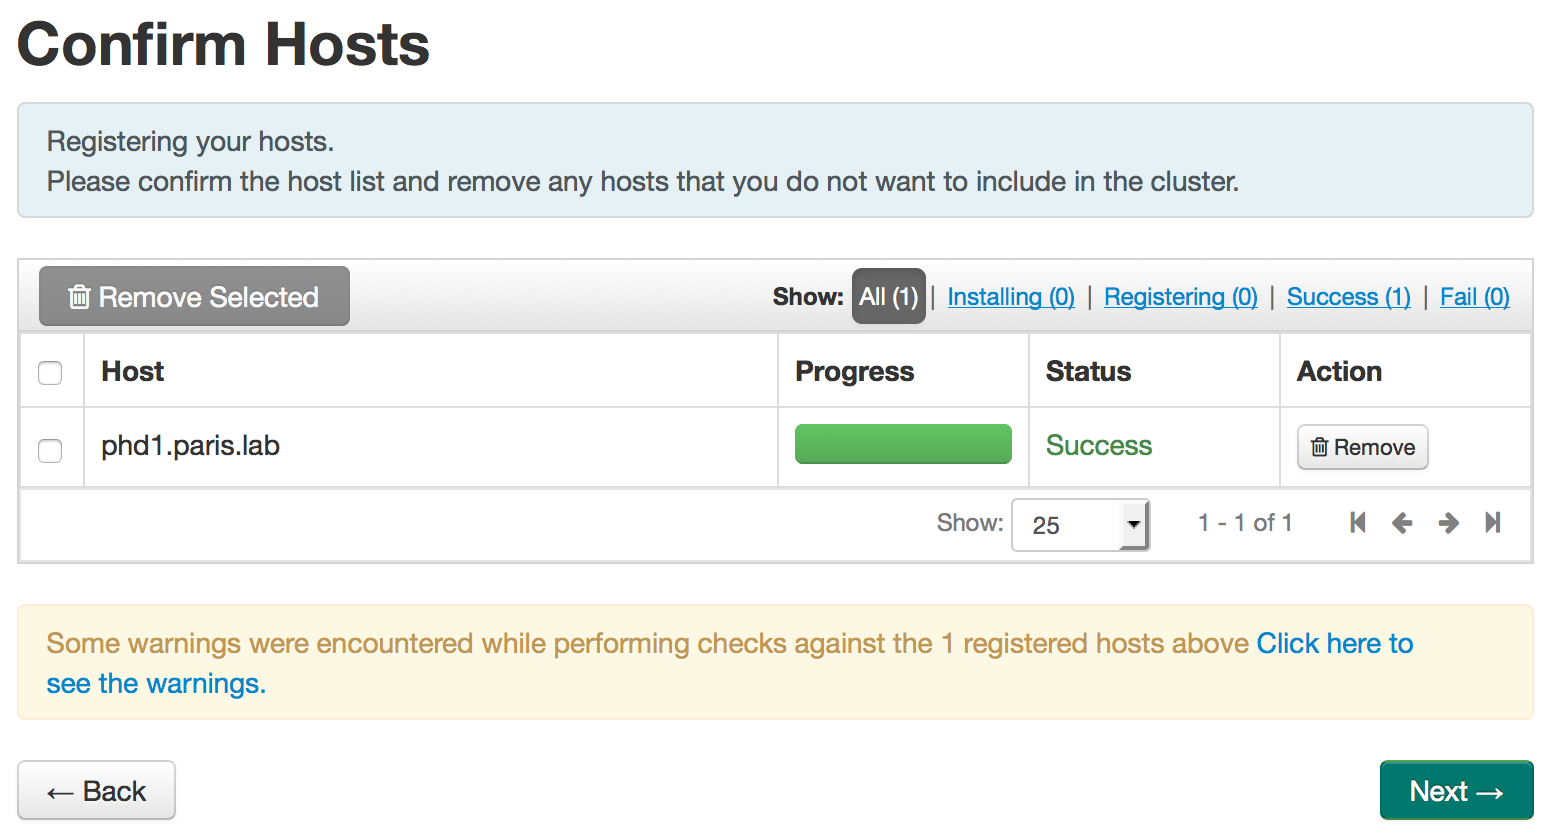 Confirm Hosts
Registering your hosts.
Please confirm the host list and remove any hosts that you do not want to include in the cluster.
Remove Selected Show: All (1) | Installing (0) | Registering (0) | Success (1) | Fail (0)
Host Progress Status Action
phd1.paris.lab Success Remove
Show: 25 1 - 1 of 1
Some warnings were encountered while performing checks against the 1 registered hosts above Click here to
see the warnings.
← Back Next →